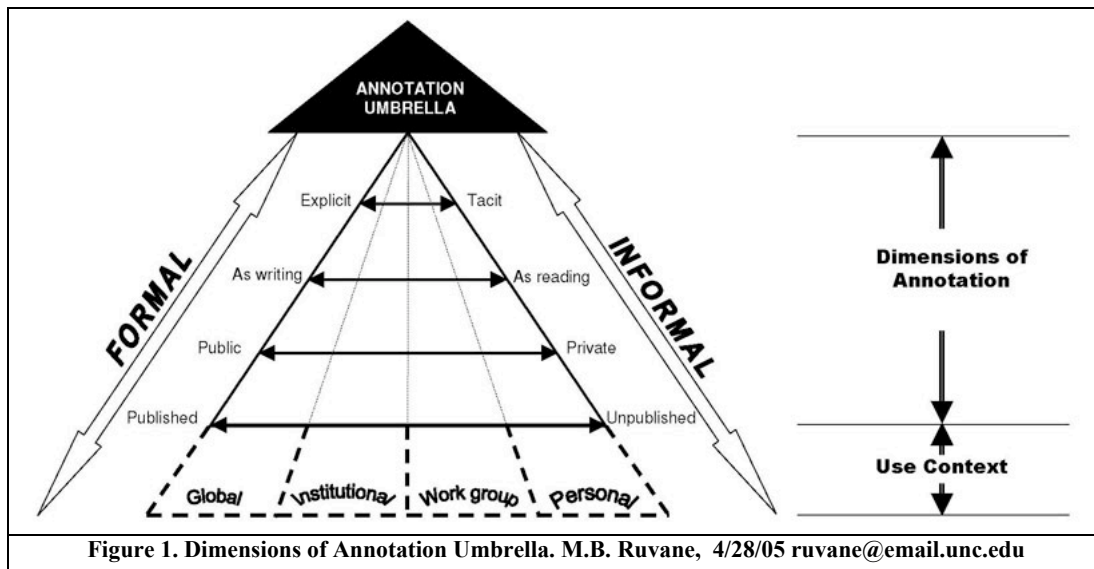 ANNOTATION
UMBRELLA
FORMAL
INFORMAL
Explicit
Tacit
As writing
As reading
Public
Private
Published
Unpublished
Global
Institutional
Work group
Personal
Dimensions of
Annotation
Use Context
Figure 1. Dimensions of Annotation Umbrella. M.B. Ruvane, 4/28/05 ruvane@email.unc.edu